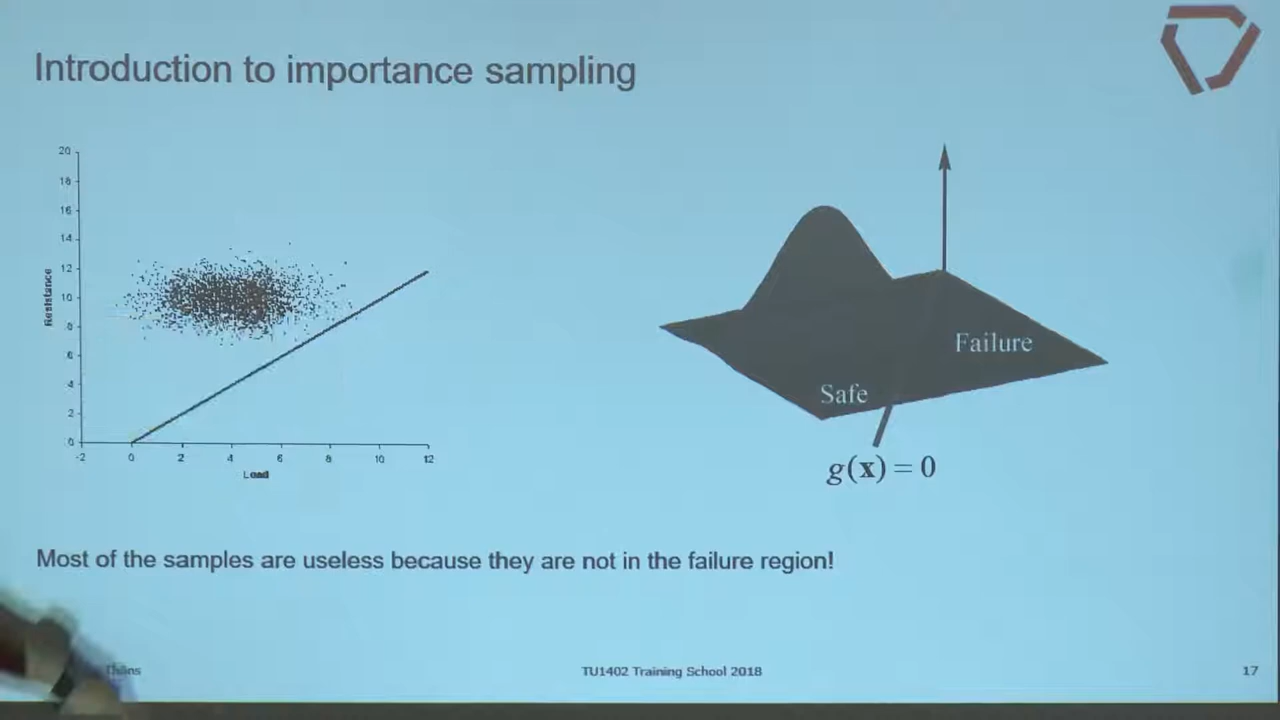 Introduction to importance sampling
20
18
16
14
12
10
8
6
4
2
0
Resistance
-2 0 2 4 6 8 10 12
Load
Failure
Safe
g(x) = 0
Most of the samples are useless because they are not in the failure region!
Thöns
TU1402 Training School 2018
17